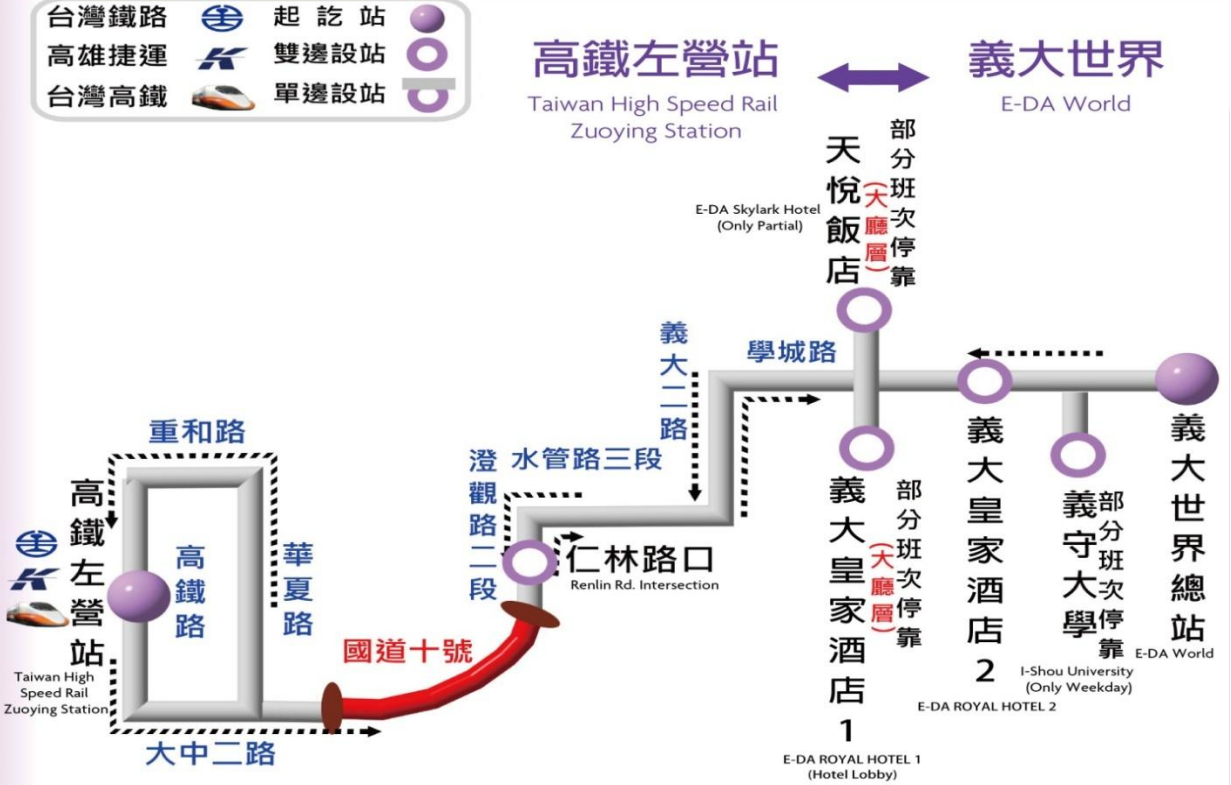 台灣鐵路
起訖站
高雄捷運
雙邊設站
台灣高鐵
單邊設站
高鐵左營站
Taiwan High Speed Rail
Zuoying Station
義大世界
E-DA World
天悅飯店
(大廳層)
部分班次停靠
E-DA Skylark Hotel
(Only Partial)
義大二路
學城路
重和路
澄觀路二段
水管路三段
高鐵左營站
Taiwan High
Speed Rail
Zuoying Station
高鐵路
華夏路
國道十號
大中二路
仁林路口
Renlin Rd. Intersection
義大皇家酒店1
(大廳層)
部分班次停靠
E-DA ROYAL HOTEL 1
(Hotel Lobby)
義大皇家酒店2
E-DA ROYAL HOTEL 2
義守大學
部分班次停靠
I-Shou University
(Only Weekday)
義大世界總站
E-DA World